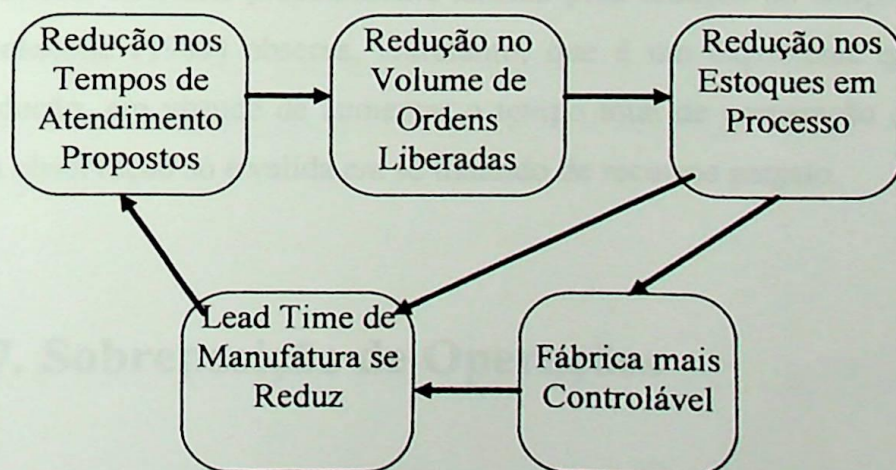 Redução nos
Tempos de
Atendimento
Propostos
Redução no
Volume de
Ordens
Liberadas
Redução nos
Estoques em
Processo
Lead Time de
Manufatura se
Reduz
Fábrica mais
Controlável